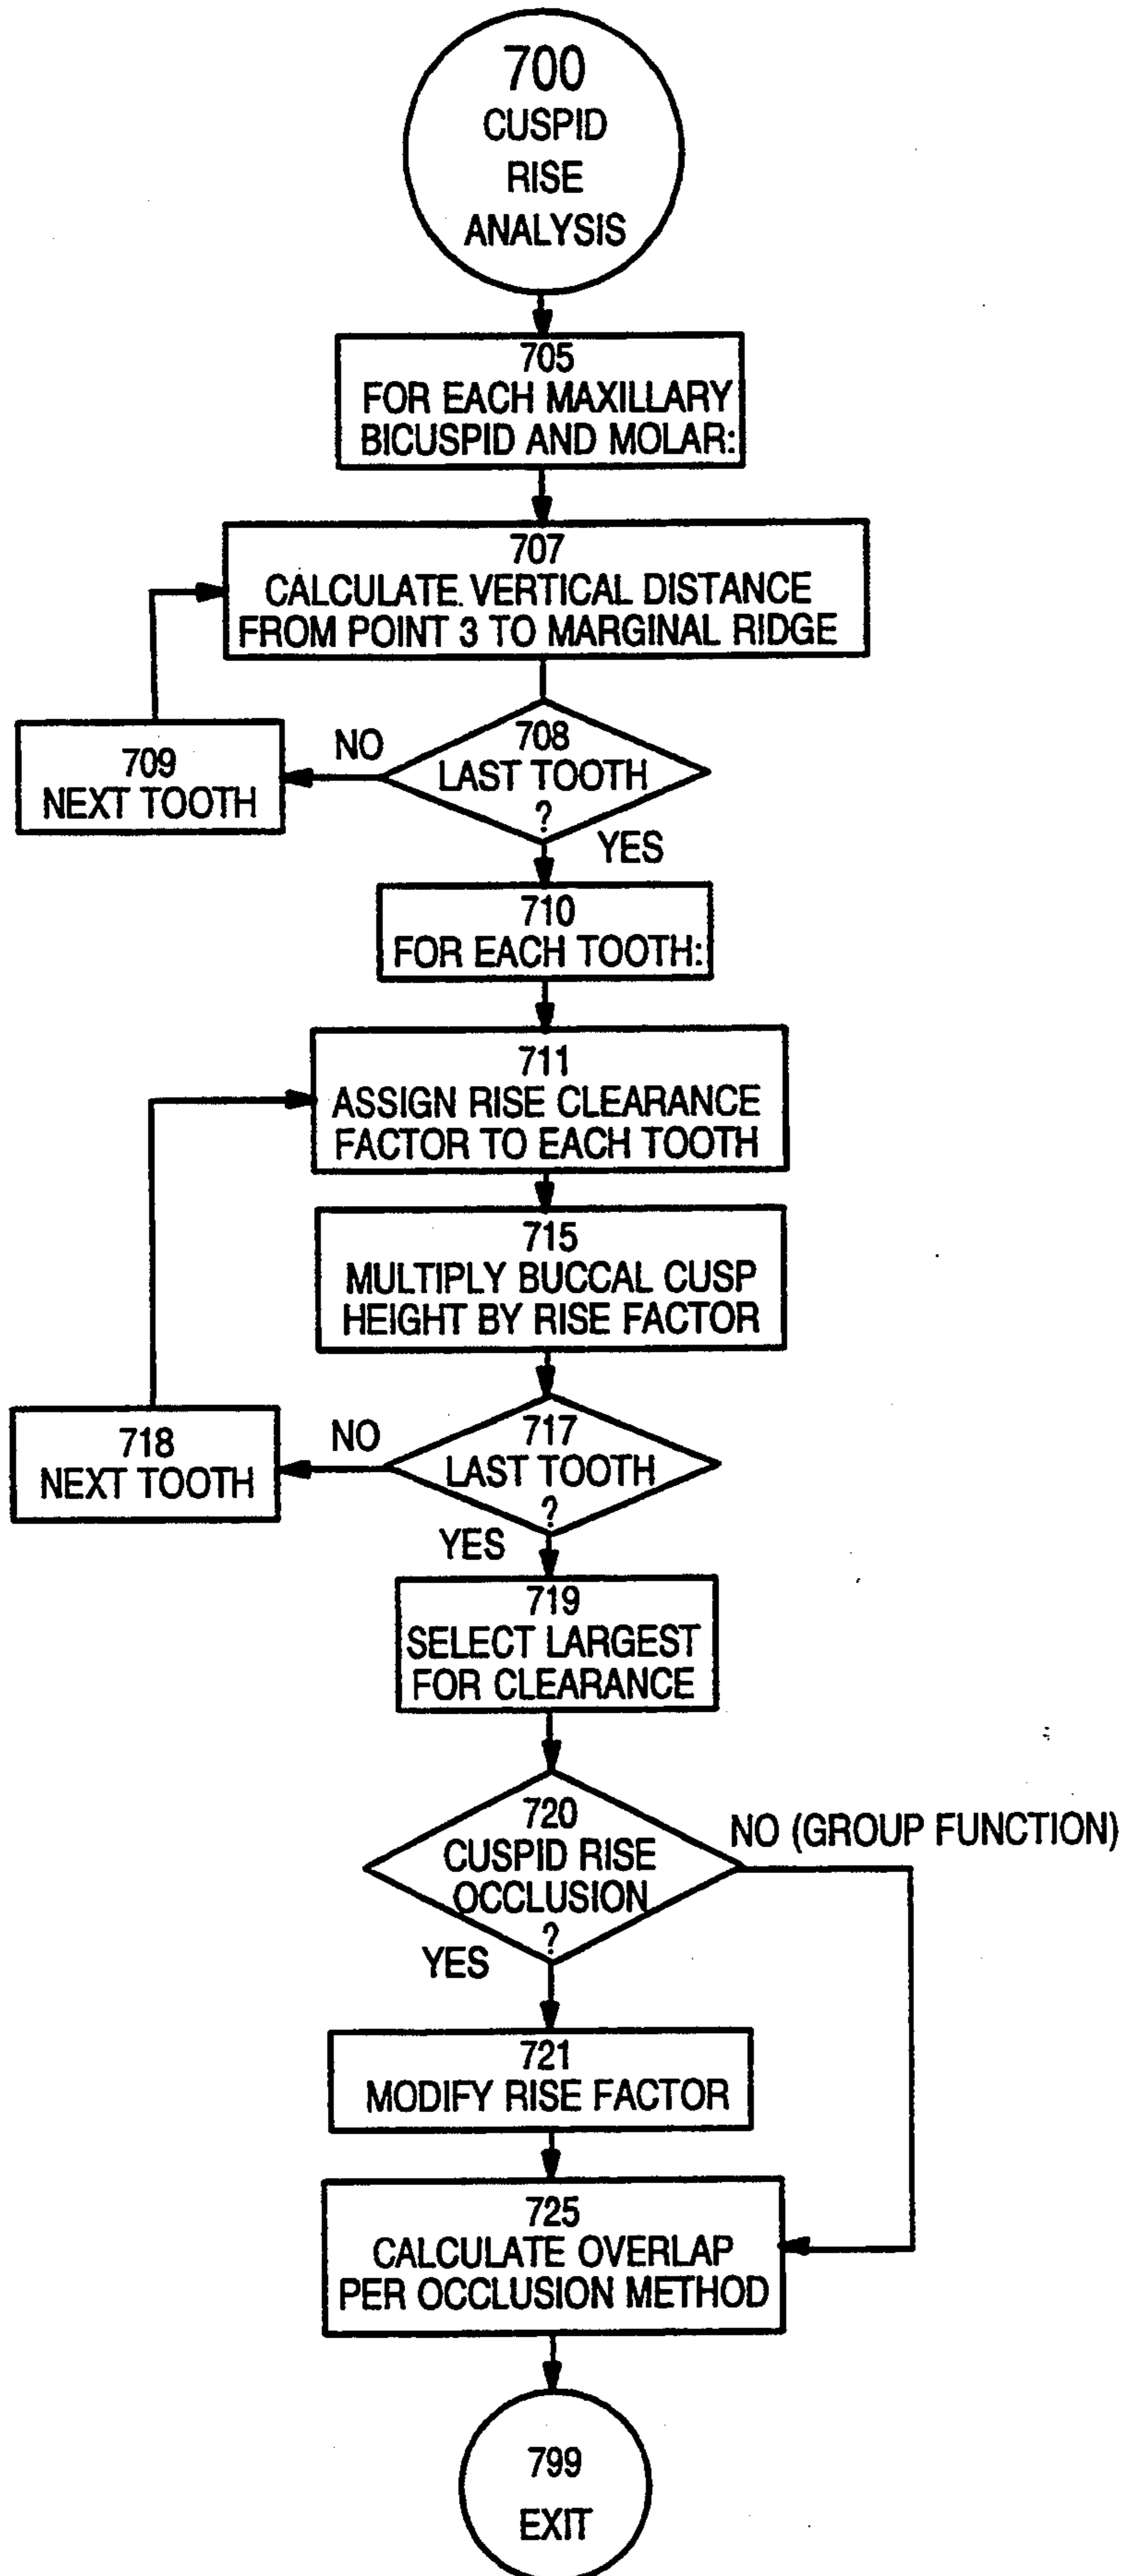 700
CUSPID
RISE
ANALYSIS
705
FOR EACH MAXILLARY
BICUSPID AND MOLAR:
707
CALCULATE VERTICAL DISTANCE
FROM POINT 3 TO MARGINAL RIDGE
708
LAST TOOTH
?
NO
709
NEXT TOOTH
YES
710
FOR EACH TOOTH:
711
ASSIGN RISE CLEARANCE
FACTOR TO EACH TOOTH
715
MULTIPLY BUCCAL CUSP
HEIGHT BY RISE FACTOR
717
LAST TOOTH
?
NO
718
NEXT TOOTH
YES
719
SELECT LARGEST
FOR CLEARANCE
720
CUSPID RISE
OCCLUSION
?
NO (GROUP FUNCTION)
YES
721
MODIFY RISE FACTOR
725
CALCULATE OVERLAP
PER OCCLUSION METHOD
799
EXIT